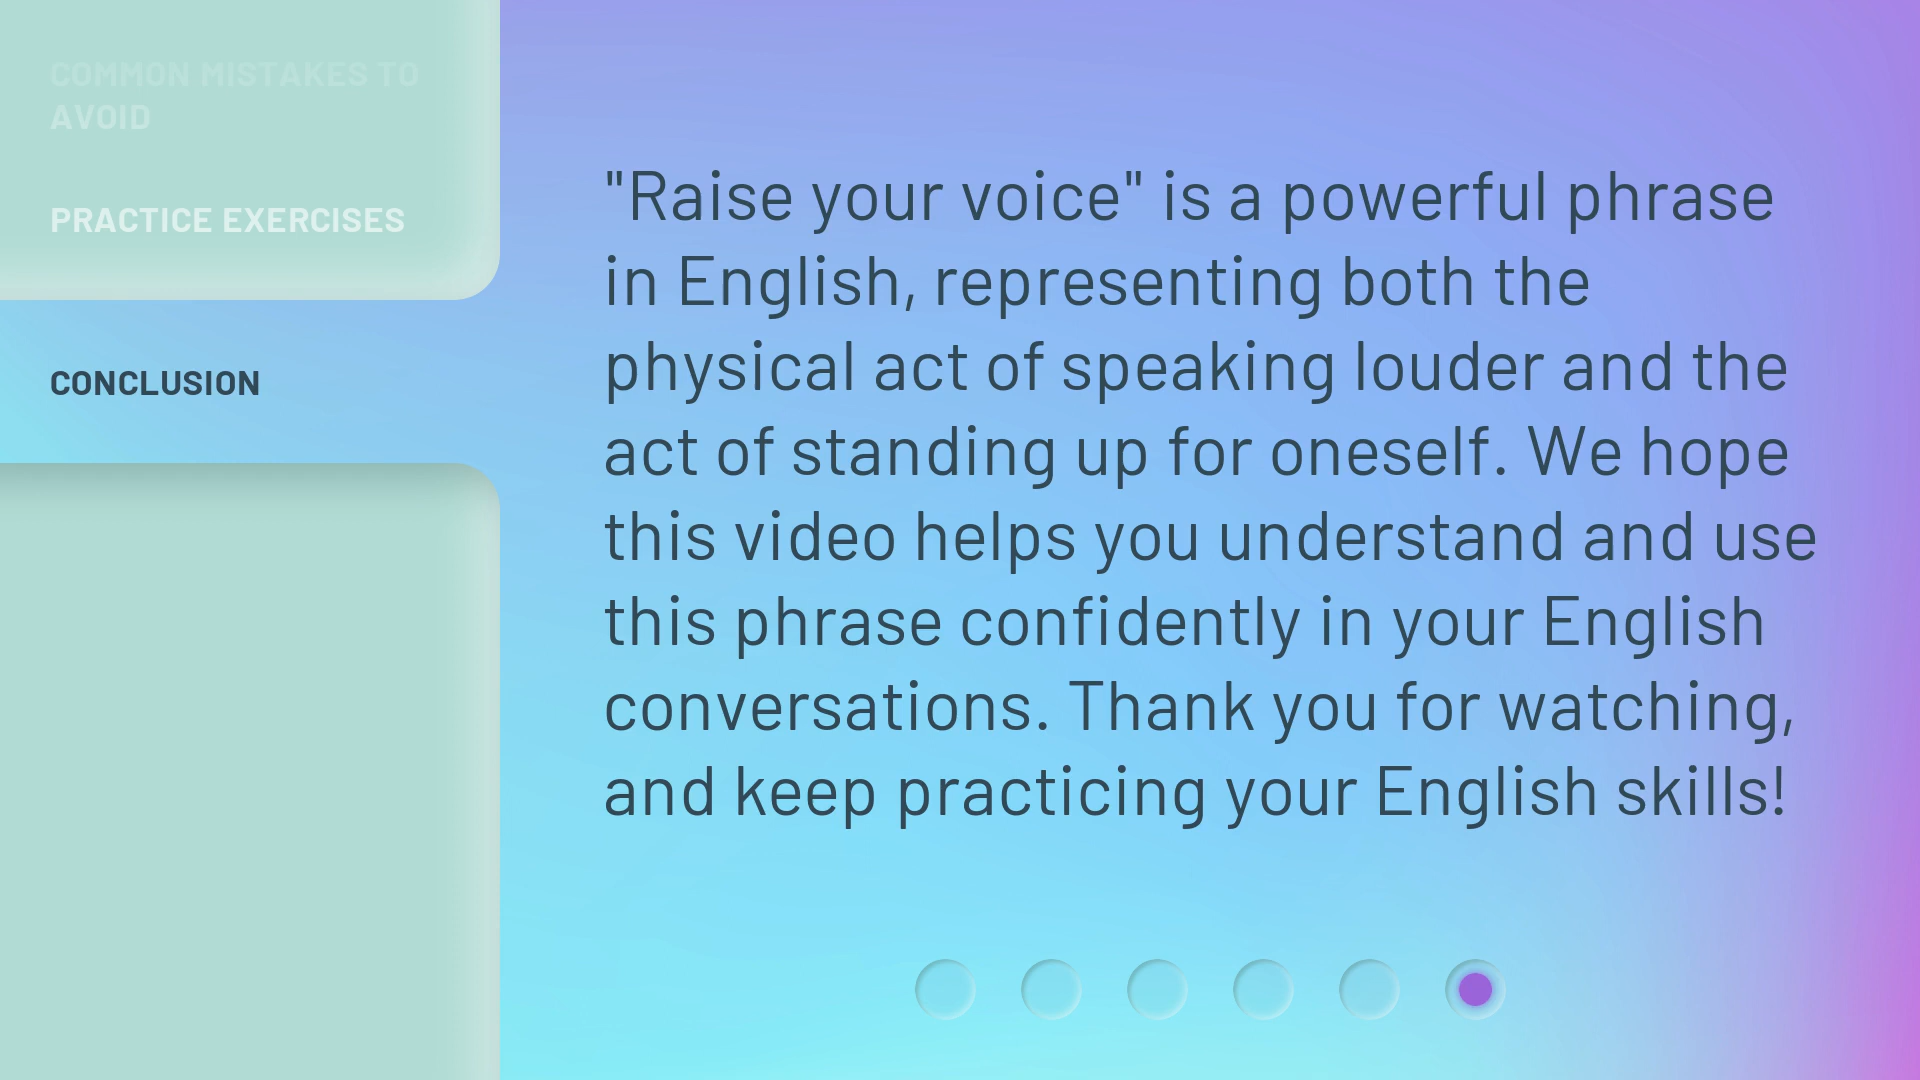 COMMON MISTAKES TO
AVOID
PRACTICE EXERCISES
CONCLUSION
"Raise your voice" is a powerful phrase
in English, representing both the
physical act of speaking louder and the
act of standing up for oneself. We hope
this video helps you understand and use
this phrase confidently in your English
conversations. Thank you for watching,
and keep practicing your English skills!